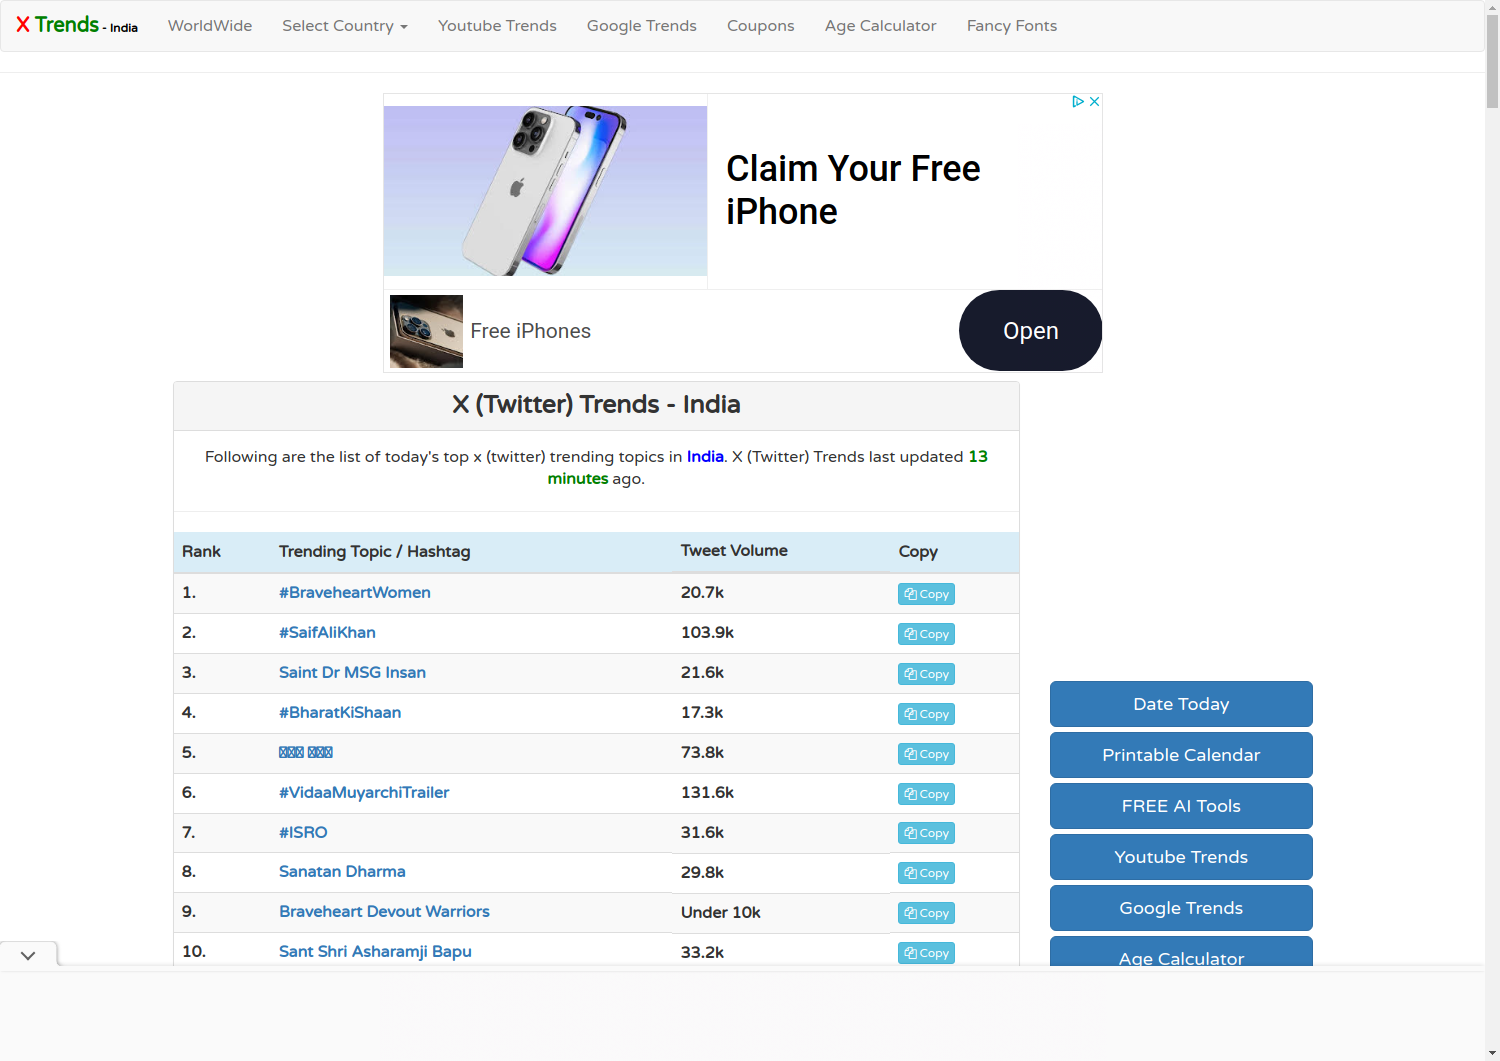 X Trends - India WorldWide Select Country Youtube Trends Google Trends Coupons Age Calculator Fancy Fonts
Claim Your Free
iPhone
Free iPhones
Open
X (Twitter) Trends - India
Following are the list of today's top x (twitter) trending topics in India. X (Twitter) Trends last updated 13
minutes ago.
Rank Trending Topic / Hashtag Tweet Volume Copy
1. #BraveheartWomen 20.7k Copy
2. #SaifAliKhan 103.9k Copy
3. Saint Dr MSG Insan 21.6k Copy
4. #BharatKiShaan 17.3k Copy
5. 73.8k Copy
6. #VidaaMuyarchiTrailer 131.6k Copy
7. #ISRO 31.6k Copy
8. Sanatan Dharma 29.8k Copy
9. Braveheart Devout Warriors Under 10k Copy
10. Sant Shri Asharamji Bapu 33.2k Copy
Date Today
Printable Calendar
FREE AI Tools
Youtube Trends
Google Trends
Age Calculator